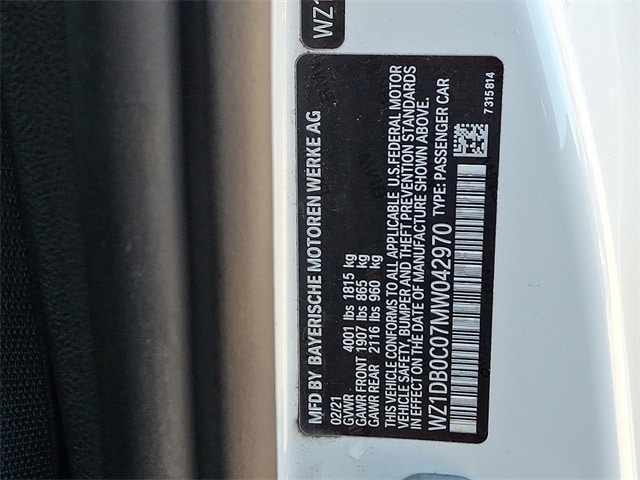 WZ1
MFD BY BAYERISCHE MOTOREN WERKE AG
02/21
GVWR 4001 lbs 1815 kg
GAWR FRONT 1907 lbs 865 kg
GAWR REAR 2116 lbs 960 kg
THIS VEHICLE CONFORMS TO ALL APPLICABLE U.S.FEDERAL MOTOR
VEHICLE SAFETY, BUMPER AND THEFT PREVENTION STANDARDS
IN EFFECT ON THE DATE OF MANUFACTURE SHOWN ABOVE.
WZ1DB0C07MW042970 TYPE: PASSENGER CAR
7315814